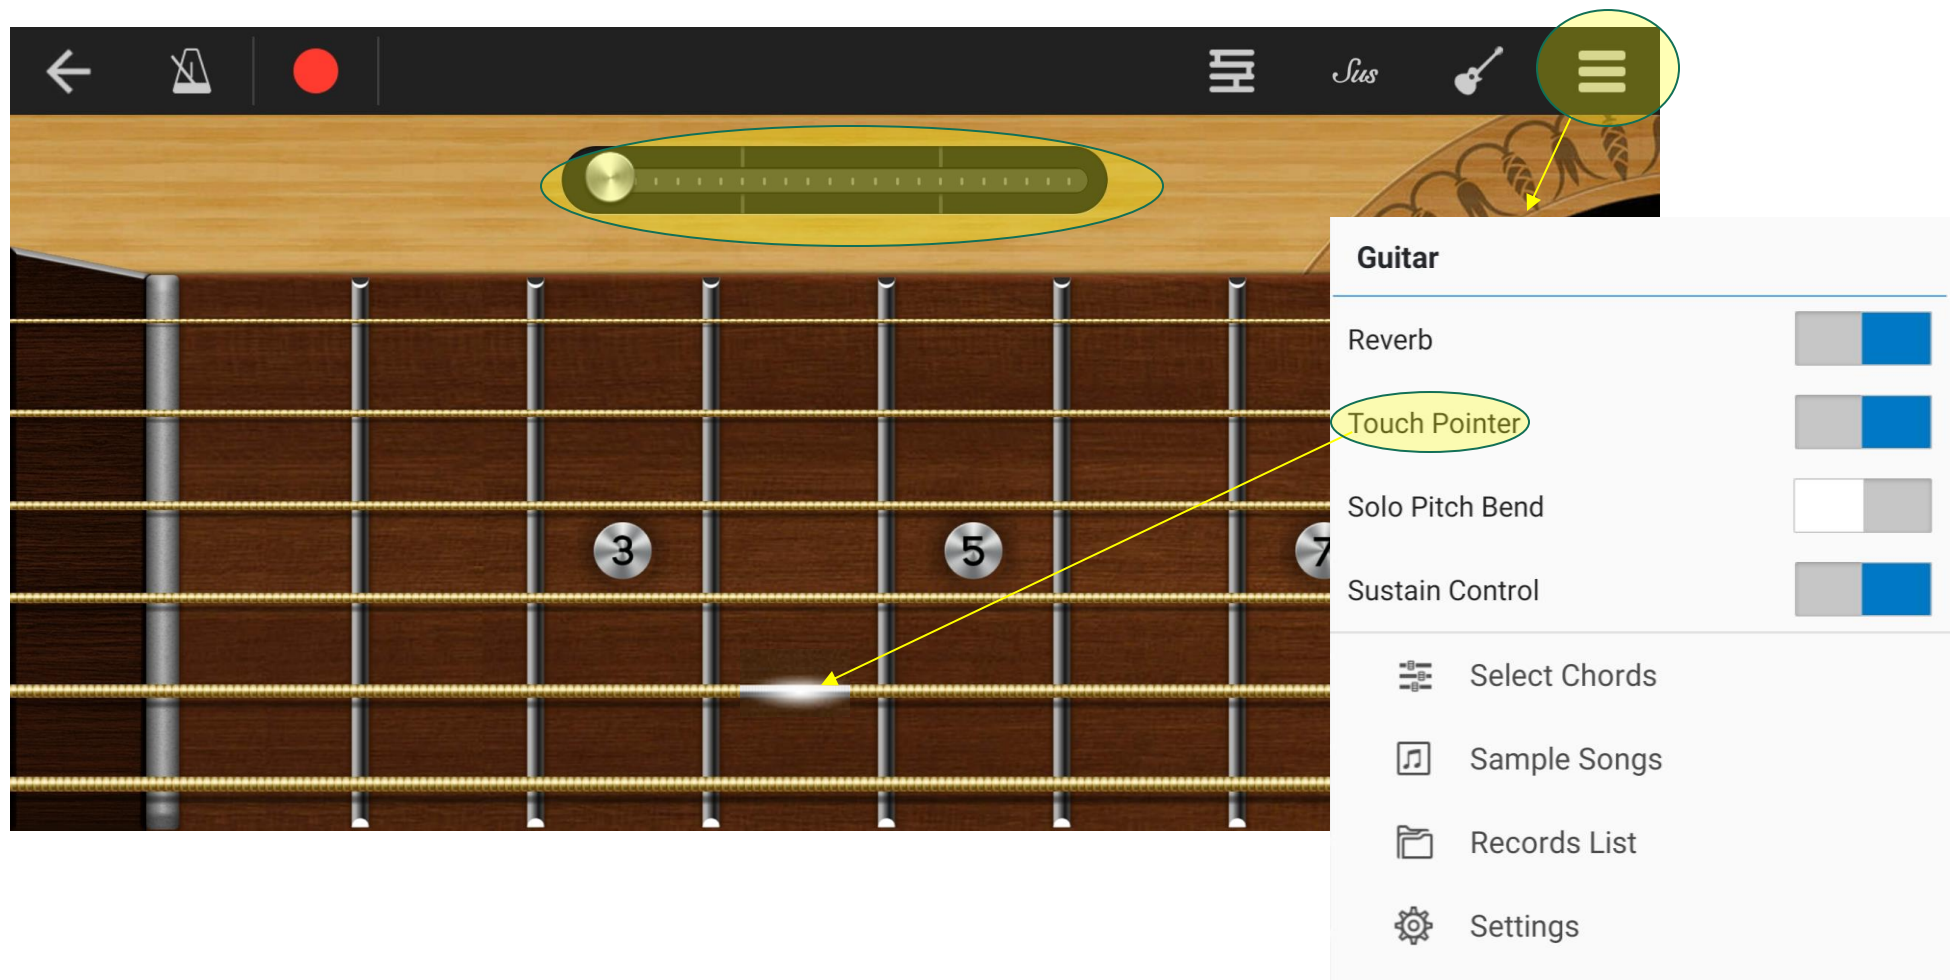 Sus
Guitar
Reverb
Touch Pointer
Solo Pitch Bend
Sustain Control
3
5
7
Select Chords
Sample Songs
Records List
Settings